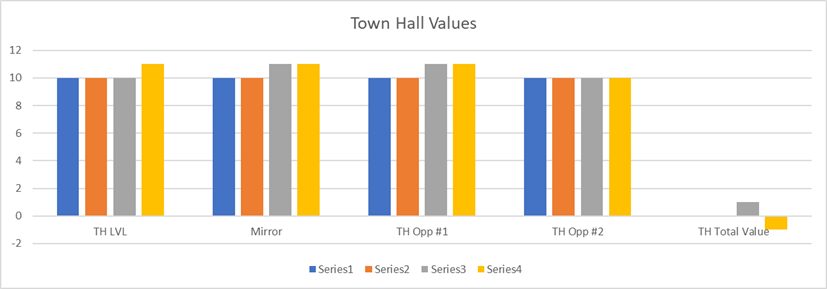 Town Hall Values
12
10
8
6
4
2
0
-2
TH LVL Mirror TH Opp #1 TH Opp #2 TH Total Value
Series1 Series2 Series3 Series4